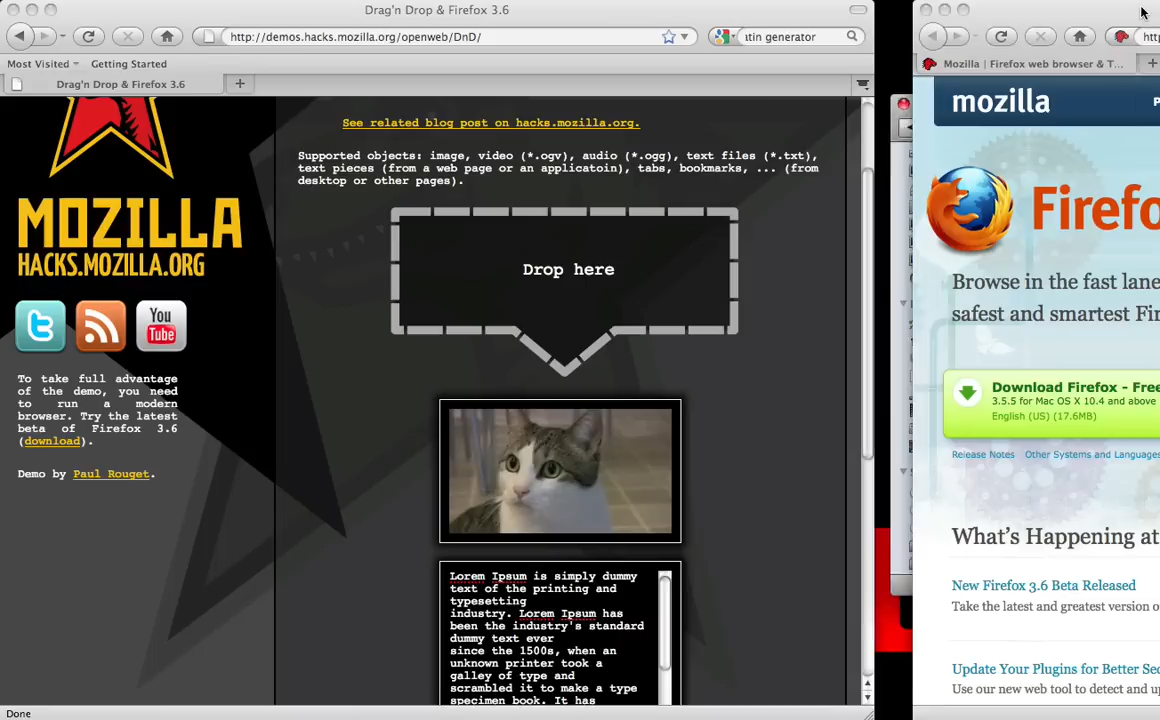 Drag'n Drop & Firefox 3.6
http://demos.hacks.mozilla.org/openweb/DnD/
tin generator
Most Visited
Getting Started
Drag'n Drop & Firefox 3.6
See related blog post on hacks.mozilla.org.
Supported objects: image, video (*.ogv), audio (*.ogg), text files (*.txt),
text pieces (from a web page or an applicatoin), tabs, bookmarks, ... (from
desktop or other pages).
Drop here
MOZILLA
HACKS.MOZILLA.ORG
You
Tube
To take full advantage
of the demo, you need
to run a modern
browser. Try the latest
beta of Firefox 3.6
(download).
Demo by Paul Rouget.
Lorem Ipsum is simply dummy
text of the printing and
typesetting
industry. Lorem Ipsum has
been the industry's standard
dummy text ever
since the 1500s, when an
unknown printer took a
galley of type and
scrambled it to make a type
specimen book. It has
Done
htt
Mozilla | Firefox web browser & T...
mozilla
P
Firefo
Browse in the fast lane
safest and smartest Fir
Download Firefox - Free
3.5.5 for Mac OS X 10.4 and above
English (US) (17.6MB)
Release Notes
Other Systems and Languages
What's Happening at
New Firefox 3.6 Beta Released
Take the latest and greatest version o
Update Your Plugins for Better Sec
Use our new web tool to detect and up